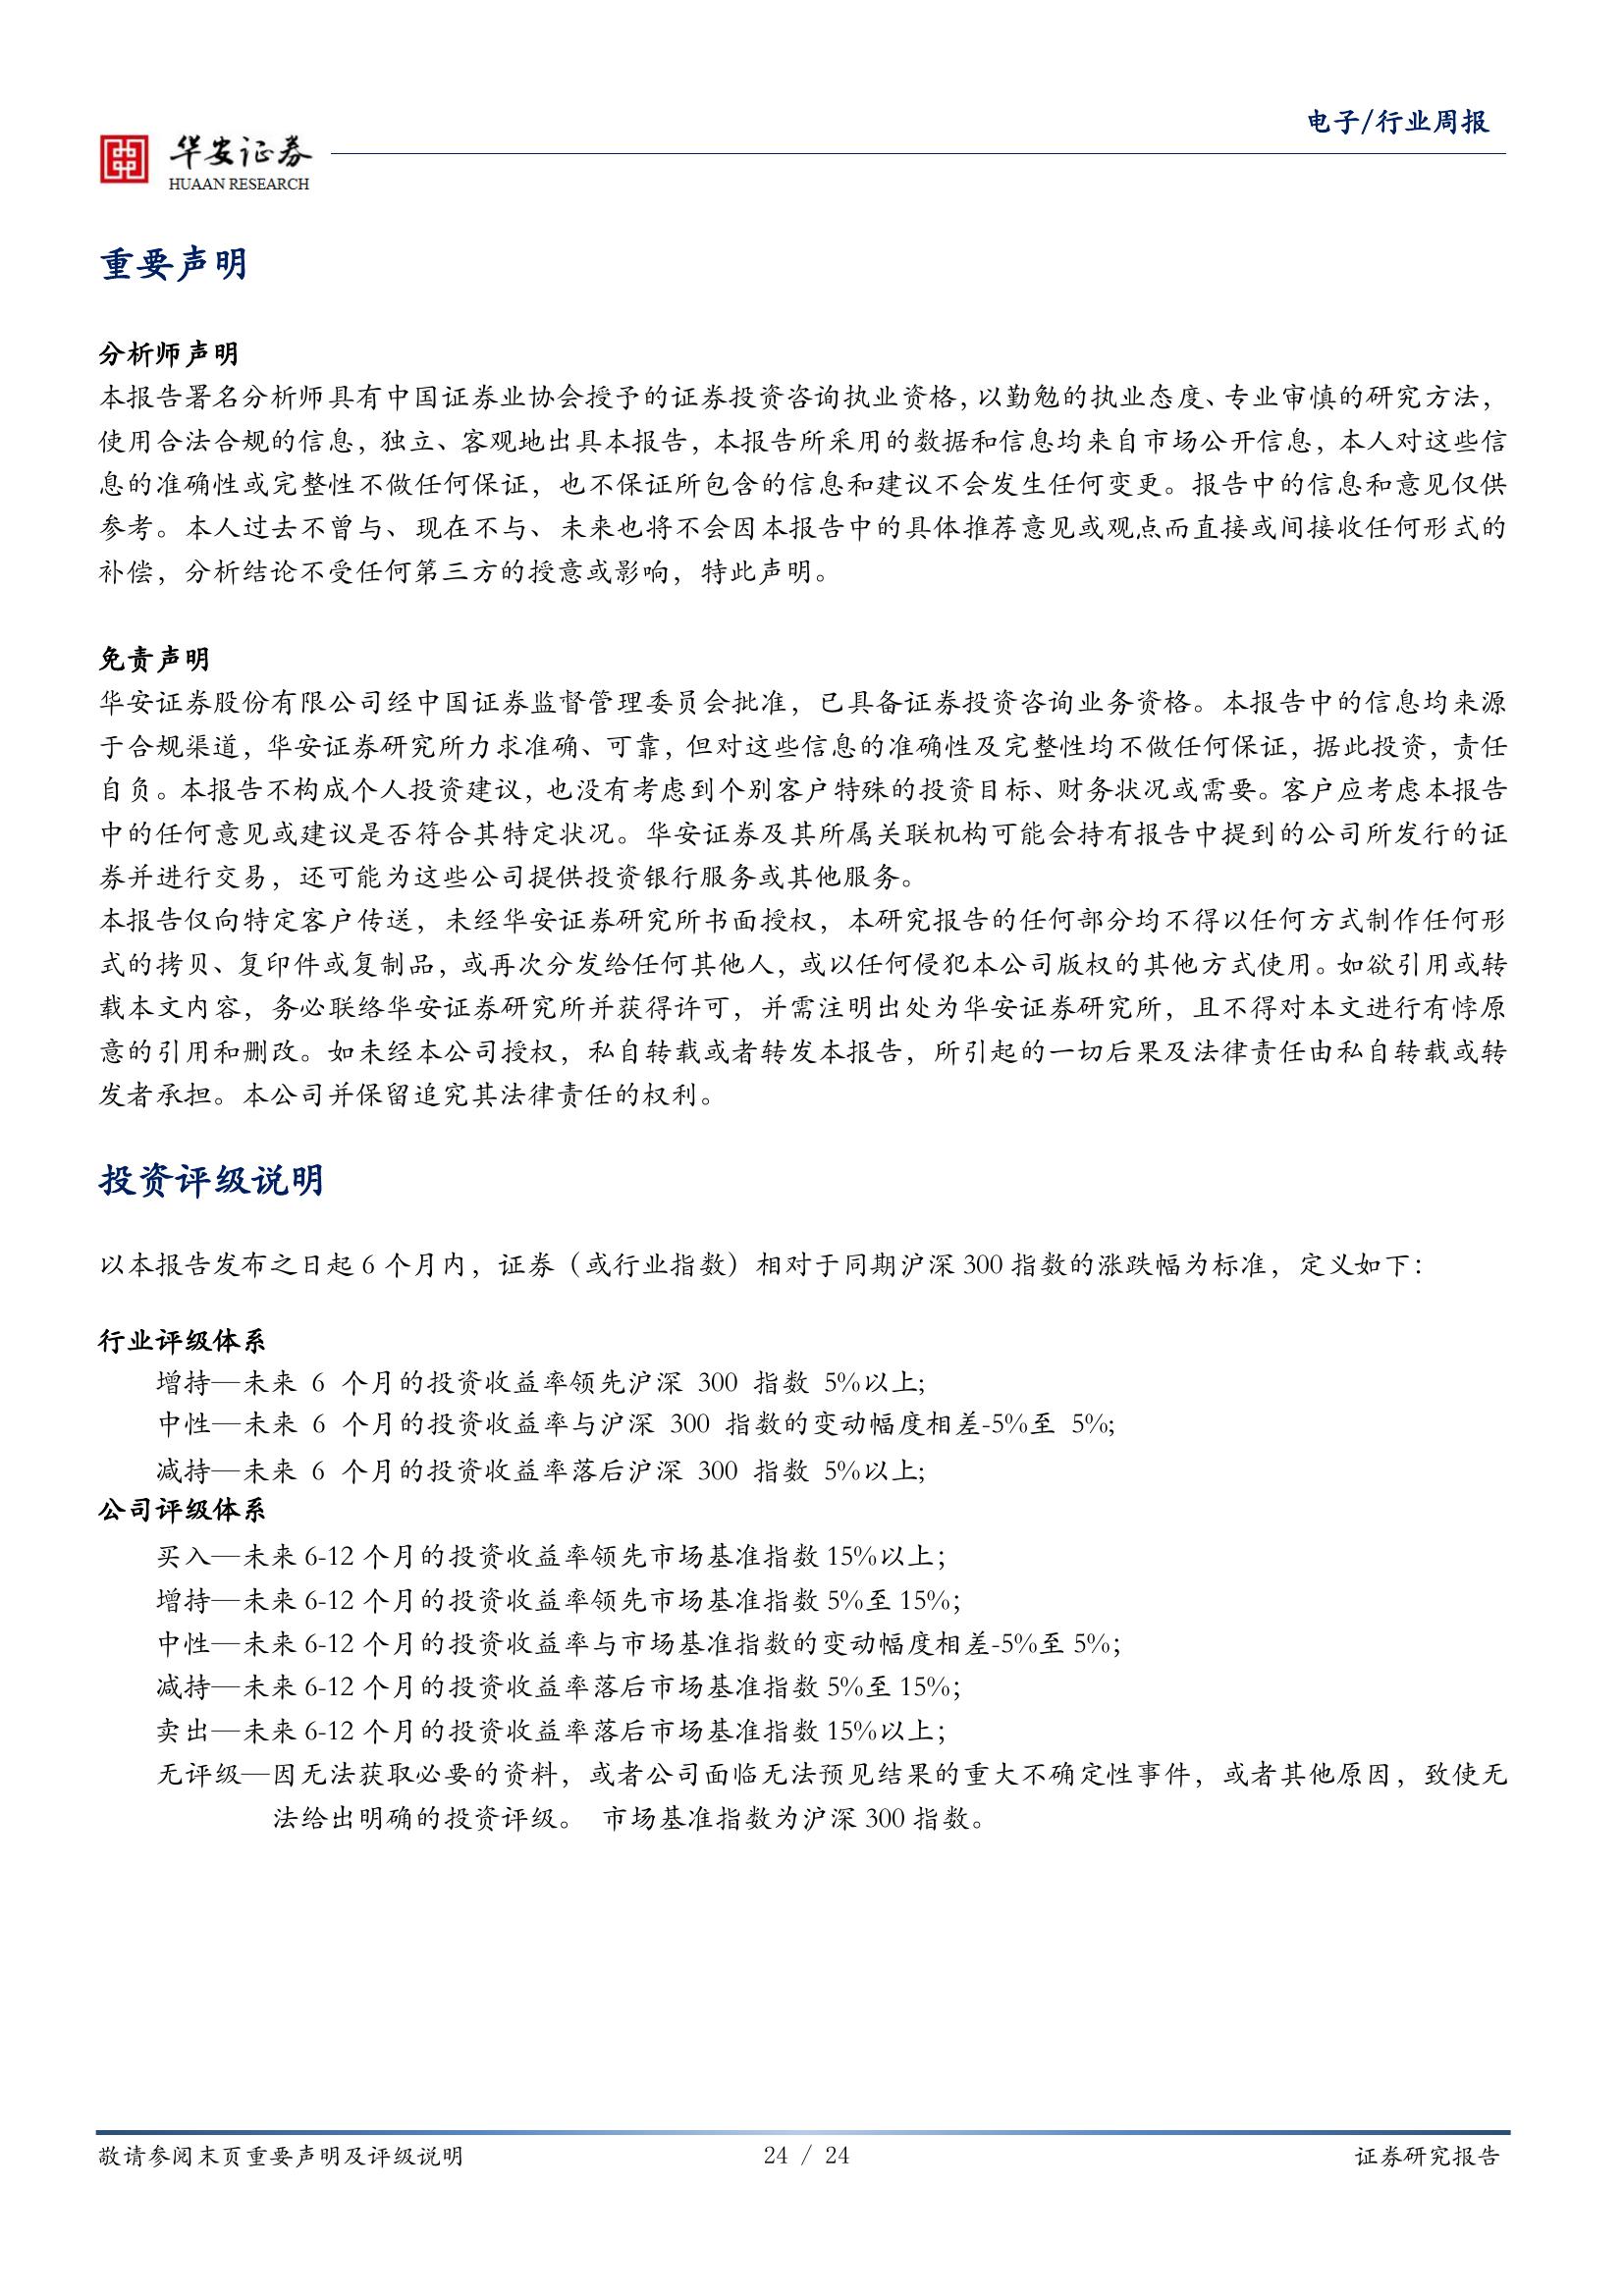 电子/行业周报
华安证券
HUAAN RESEARCH
重要声明
分析师声明
本报告署名分析师具有中国证券业协会授予的证券投资咨询执业资格，以勤勉的执业态度、专业审慎的研究方法，
使用合法合规的信息，独立、客观地出具本报告，本报告所采用的数据和信息均来自市场公开信息，本人对这些信
息的准确性或完整性不做任何保证，也不保证所包含的信息和建议不会发生任何变更。报告中的信息和意见仅供
参考。本人过去不曾与、现在不与、未来也将不会因本报告中的具体推荐意见或观点而直接或间接收任何形式的
补偿，分析结论不受任何第三方的授意或影响，特此声明。
免责声明
华安证券股份有限公司经中国证券监督管理委员会批准，已具备证券投资咨询业务资格。本报告中的信息均来源
于合规渠道，华安证券研究所力求准确、可靠，但对这些信息的准确性及完整性均不做任何保证，据此投资，责任
自负。本报告不构成个人投资建议，也没有考虑到个别客户特殊的投资目标、财务状况或需要。客户应考虑本报告
中的任何意见或建议是否符合其特定状况。华安证券及其所属关联机构可能会持有报告中提到的公司所发行的证
券并进行交易，还可能为这些公司提供投资银行服务或其他服务。
本报告仅向特定客户传送，未经华安证券研究所书面授权，本研究报告的任何部分均不得以任何方式制作任何形
式的拷贝、复印件或复制品，或再次分发给任何其他人，或以任何侵犯本公司版权的其他方式使用。如欲引用或转
载本文内容，务必联络华安证券研究所并获得许可，并需注明出处为华安证券研究所，且不得对本文进行有悖原
意的引用和删改。如未经本公司授权，私自转载或者转发本报告，所引起的一切后果及法律责任由私自转载或转
发者承担。本公司并保留追究其法律责任的权利。
投资评级说明
以本报告发布之日起 6 个月内，证券（或行业指数）相对于同期沪深 300 指数的涨跌幅为标准，定义如下：
行业评级体系
增持—未来 6 个月的投资收益率领先沪深 300 指数 5%以上;
中性—未来 6 个月的投资收益率与沪深 300 指数的变动幅度相差-5%至 5%;
减持—未来 6 个月的投资收益率落后沪深 300 指数 5%以上;
公司评级体系
买入—未来 6-12 个月的投资收益率领先市场基准指数 15%以上；
增持—未来 6-12 个月的投资收益率领先市场基准指数 5%至 15%；
中性—未来 6-12 个月的投资收益率与市场基准指数的变动幅度相差-5%至 5%；
减持—未来 6-12 个月的投资收益率落后市场基准指数 5%至 15%；
卖出—未来 6-12 个月的投资收益率落后市场基准指数 15%以上；
无评级—因无法获取必要的资料，或者公司面临无法预见结果的重大不确定性事件，或者其他原因，致使无
法给出明确的投资评级。 市场基准指数为沪深 300 指数。
敬请参阅末页重要声明及评级说明 24 / 24 证券研究报告